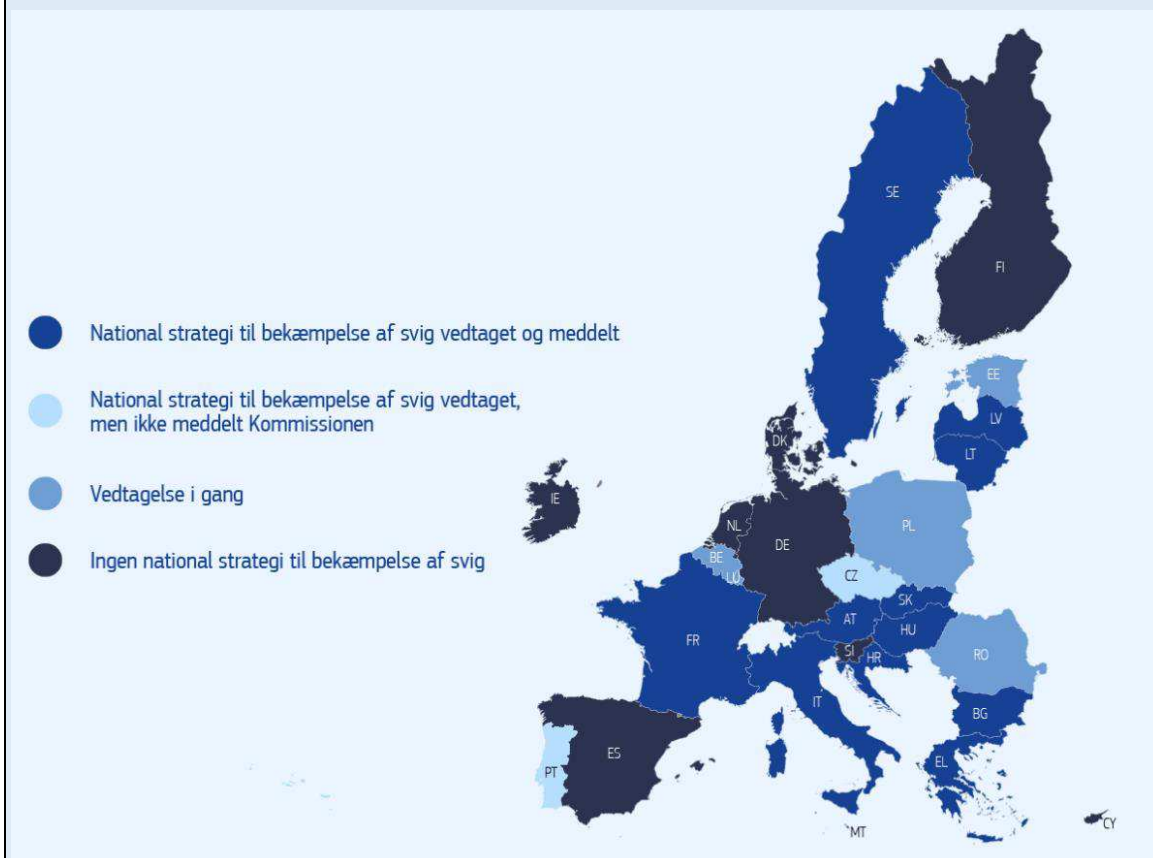 SE
FI
National strategi til bekæmpelse af svig vedtaget og meddelt
EE
National strategi til bekæmpelse af svig vedtaget,
men ikke meddelt Kommissionen
LV
DK
LT
Vedtagelse i gang
IE
NL
PL
DE
Ingen national strategi til bekæmpelse af svig
BE
LU
CZ
SK
AT
HU
FR
SI
HR
RO
IT
BG
ES
EL
PT
MT
CY